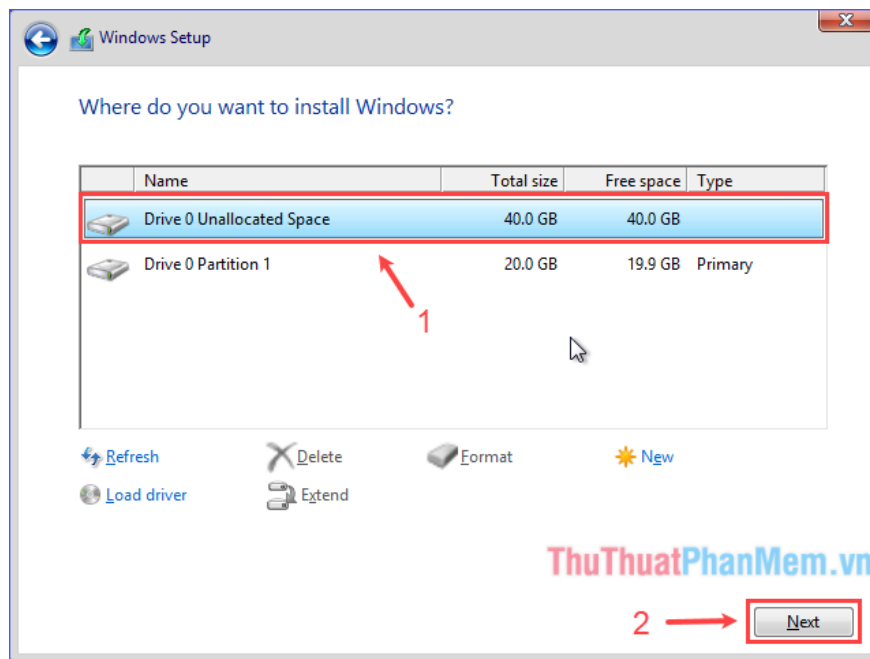 Windows Setup
Where do you want to install Windows?
Name Total size Free space Type
Drive 0 Unallocated Space 40.0 GB 40.0 GB
Drive 0 Partition 1 20.0 GB 19.9 GB Primary
1
Refresh Delete Format New
Load driver Extend
ThuThuatPhanMem.vn
2 Next